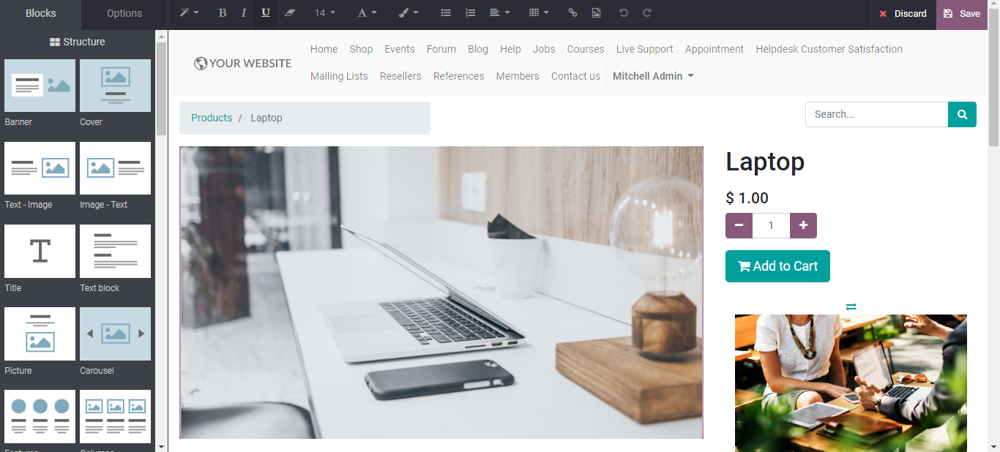 Blocks
Options
B I U 14 A
Discard
Save
Structure
Banner
Cover
Text - Image
Image - Text
T
Title
Text block
Picture
Carousel
YOUR WEBSITE
Home Shop Events Forum Blog Help Jobs Courses Live Support Appointment Helpdesk Customer Satisfaction
Mailing Lists Resellers References Members Contact us Mitchell Admin
Products / Laptop
Search...
Laptop
$ 1.00
1
Add to Cart